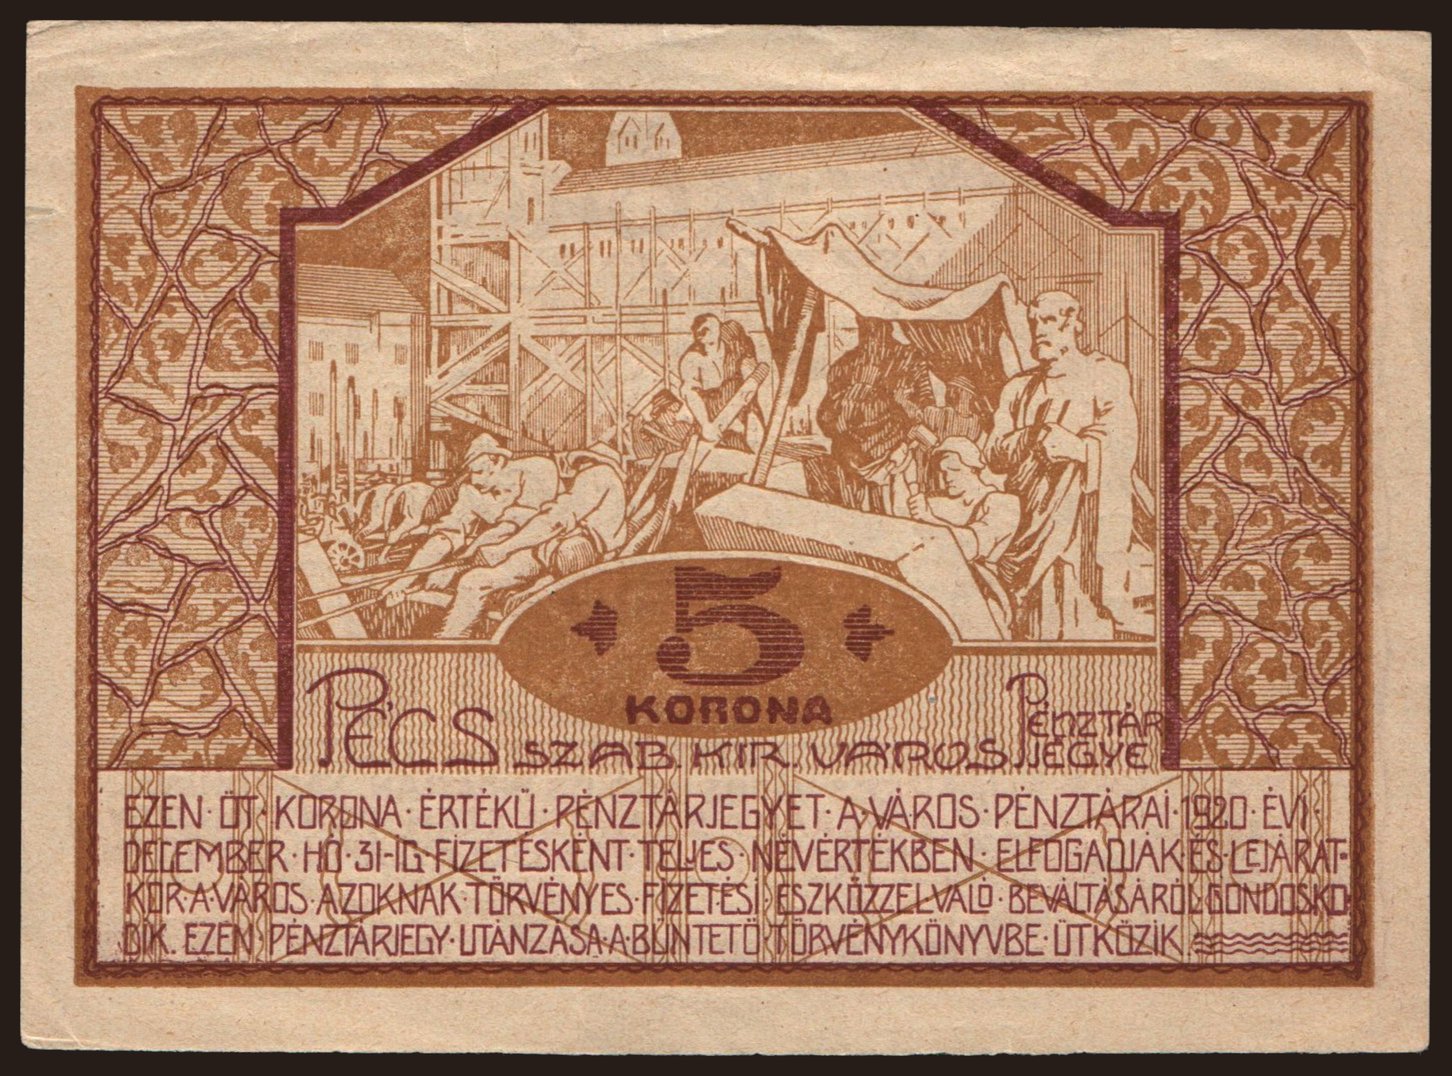 5
KORONA
PÉCS SZAB. KIR. VÁROS PÉNZTÁR
JEGYE
EZEN · ÖT · KORONA · ÉRTÉKŰ · PÉNZTÁRJEGYET · A · VÁROS · PÉNZTÁRAI · 1920 · ÉVI ·
DECEMBER · HÓ · 31-IG · FIZETÉSKÉNT · TELJES · NÉVÉRTÉKBEN · ELFOGADJÁK · ÉS · LEJÁRAT-
KOR · A · VÁROS · AZOKNAK · TÖRVÉNYES · FIZETÉSI · ESZKÖZZEL VALÓ · BEVÁLTÁSÁRÓL GONDOSKO-
DIK. EZEN PÉNZTÁRJEGY · UTÁNZÁSA · A · BÜNTETŐ · TÖRVÉNYKÖNYVBE · ÜTKÖZIK